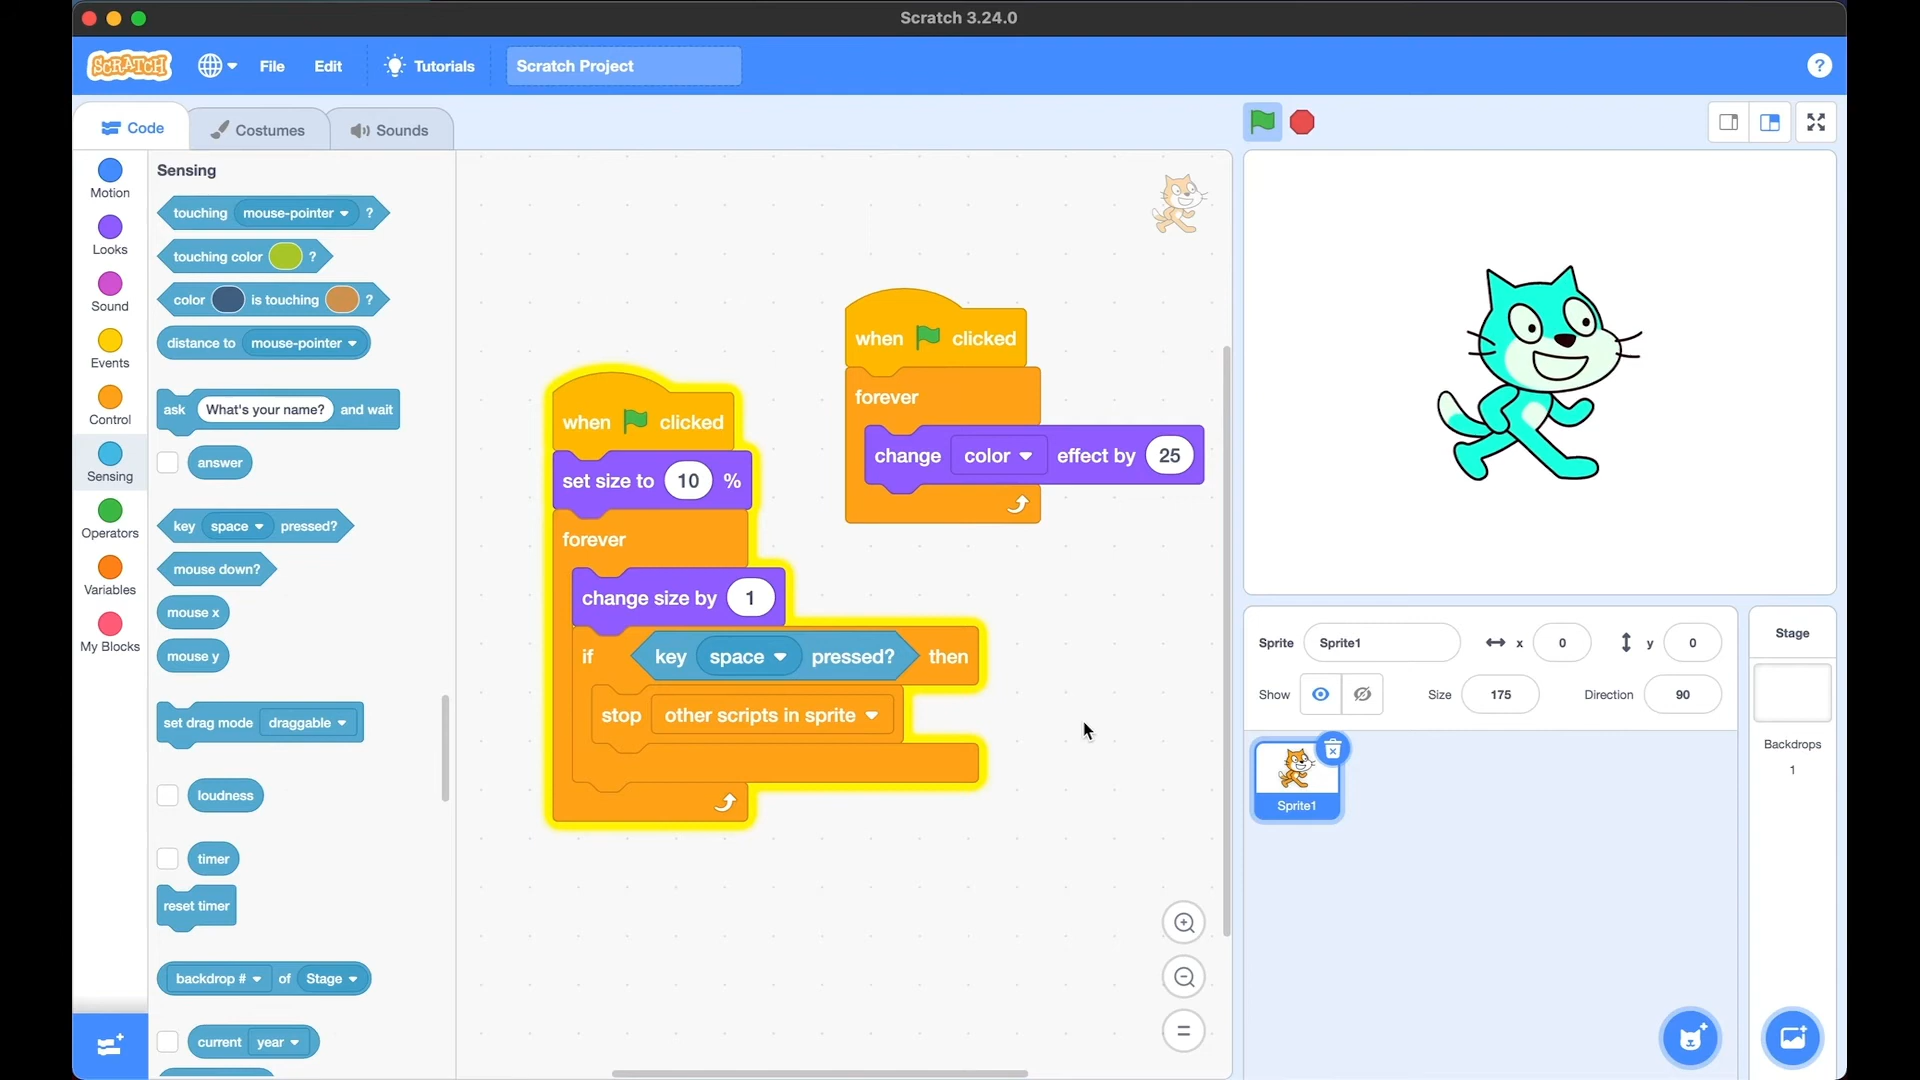 Scratch 3.24.0
SCRATCH File Edit Tutorials Scratch Project ?
Code Costumes Sounds
Motion
Looks
Sound
Events
Control
Sensing
Operators
Variables
My Blocks
Sensing
touching mouse-pointer ?
touching color ?
color is touching ?
distance to mouse-pointer
ask What's your name? and wait
answer
key space pressed?
mouse down?
mouse x
mouse y
set drag mode draggable
loudness
timer
reset timer
backdrop # of Stage
current year
when clicked
set size to 10 %
forever
change size by 1
if key space pressed? then
stop other scripts in sprite
when clicked
forever
change color effect by 25
Sprite Sprite1 x 0 y 0
Show Size 175 Direction 90
Sprite1
Stage
Backdrops
1